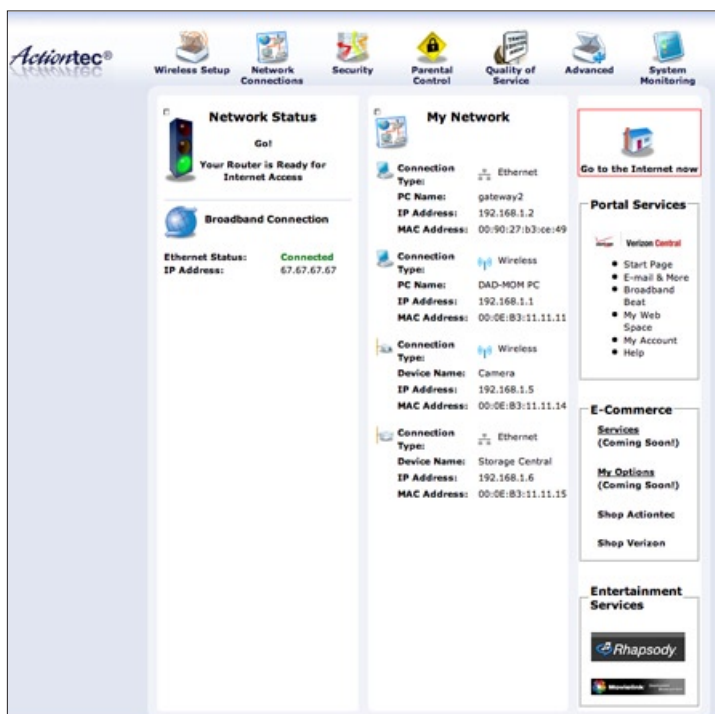 Actiontec®
Wireless Setup
Network
Connections
Security
Parental
Control
Quality of
Service
Advanced
System
Monitoring
Network Status
Go!
Your Router is Ready for
Internet Access
Broadband Connection
Ethernet Status: Connected
IP Address: 67.67.67.67
My Network
Connection
Type: Ethernet
PC Name: gateway2
IP Address: 192.168.1.2
MAC Address: 00:90:27:b3:ce:49
Connection
Type: Wireless
PC Name: DAD-MOM PC
IP Address: 192.168.1.1
MAC Address: 00:0E:B3:11.11.11
Connection
Type: Wireless
Device Name: Camera
IP Address: 192.168.1.5
MAC Address: 00:0E:B3:11.11.14
Connection
Type: Ethernet
Device Name: Storage Central
IP Address: 192.168.1.6
MAC Address: 00:0E:B3:11.11.15
Go to the Internet now
Portal Services
verizon Verizon Central
Start Page
E-mail & More
Broadband
Beat
My Web
Space
My Account
Help
E-Commerce
Services
(Coming Soon!)
My Options
(Coming Soon!)
Shop Actiontec
Shop Verizon
Entertainment
Services
Rhapsody
Movielink